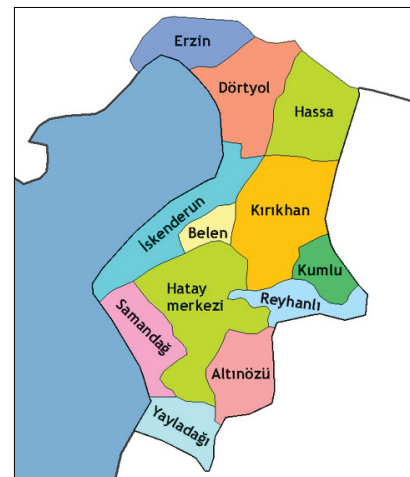 Erzin
Dörtyol
Hassa
İskenderun
Kırıkhan
Belen
Kumlu
Hatay
merkezi
Reyhanlı
Samandağ
Altınözü
Yayladağı